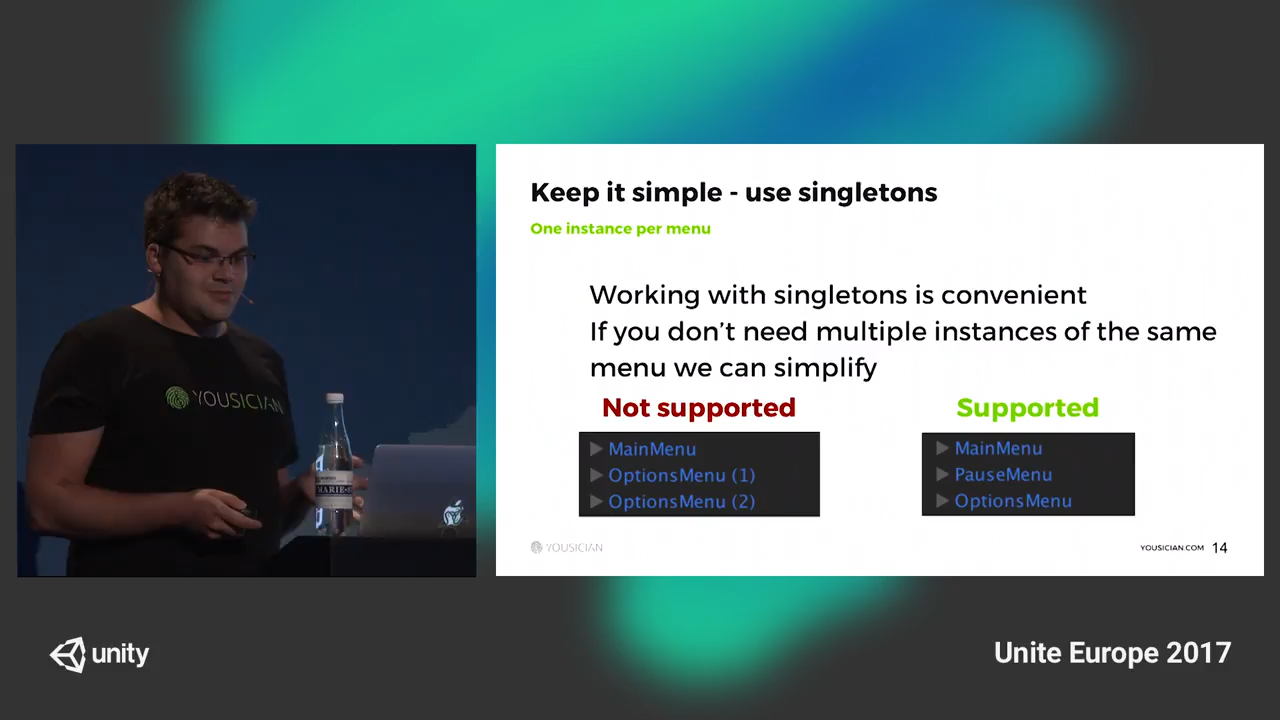 Keep it simple - use singletons
One instance per menu
Working with singletons is convenient
If you don't need multiple instances of the same
menu we can simplify
Not supported
Supported
MainMenu
OptionsMenu (1)
OptionsMenu (2)
MainMenu
PauseMenu
OptionsMenu
YOUSICIAN
YOUSICIAN.COM 14
YOUSICIAN
unity
Unite Europe 2017